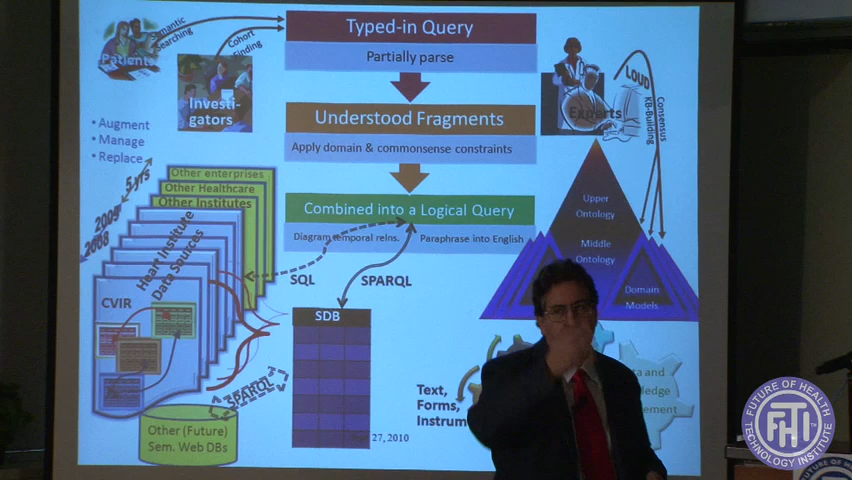 Typed-in Query
Partially parse
Understood Fragments
Apply domain & commonsense constraints
Combined into a Logical Query
Diagram temporal relns.
Paraphrase into English
Patients
Semantic
Searching
Cohort
Finding
Investi-
gators
• Augment
• Manage
• Replace
5 yrs
2009
2008
Other enterprises
Other Healthcare
Other Institutes
Heart Institute
Data Sources
CVIR
SQL
SPARQL
SDB
SPARQL
Other (Future)
Sem. Web DBs
Experts
LOUD
Consensus
KB-Building
Upper
Ontology
Middle
Ontology
Domain
Models
Text,
Forms,
Instrum
27, 2010
FUTURE OF HEALTH
TECHNOLOGY INSTITUTE
FHTI